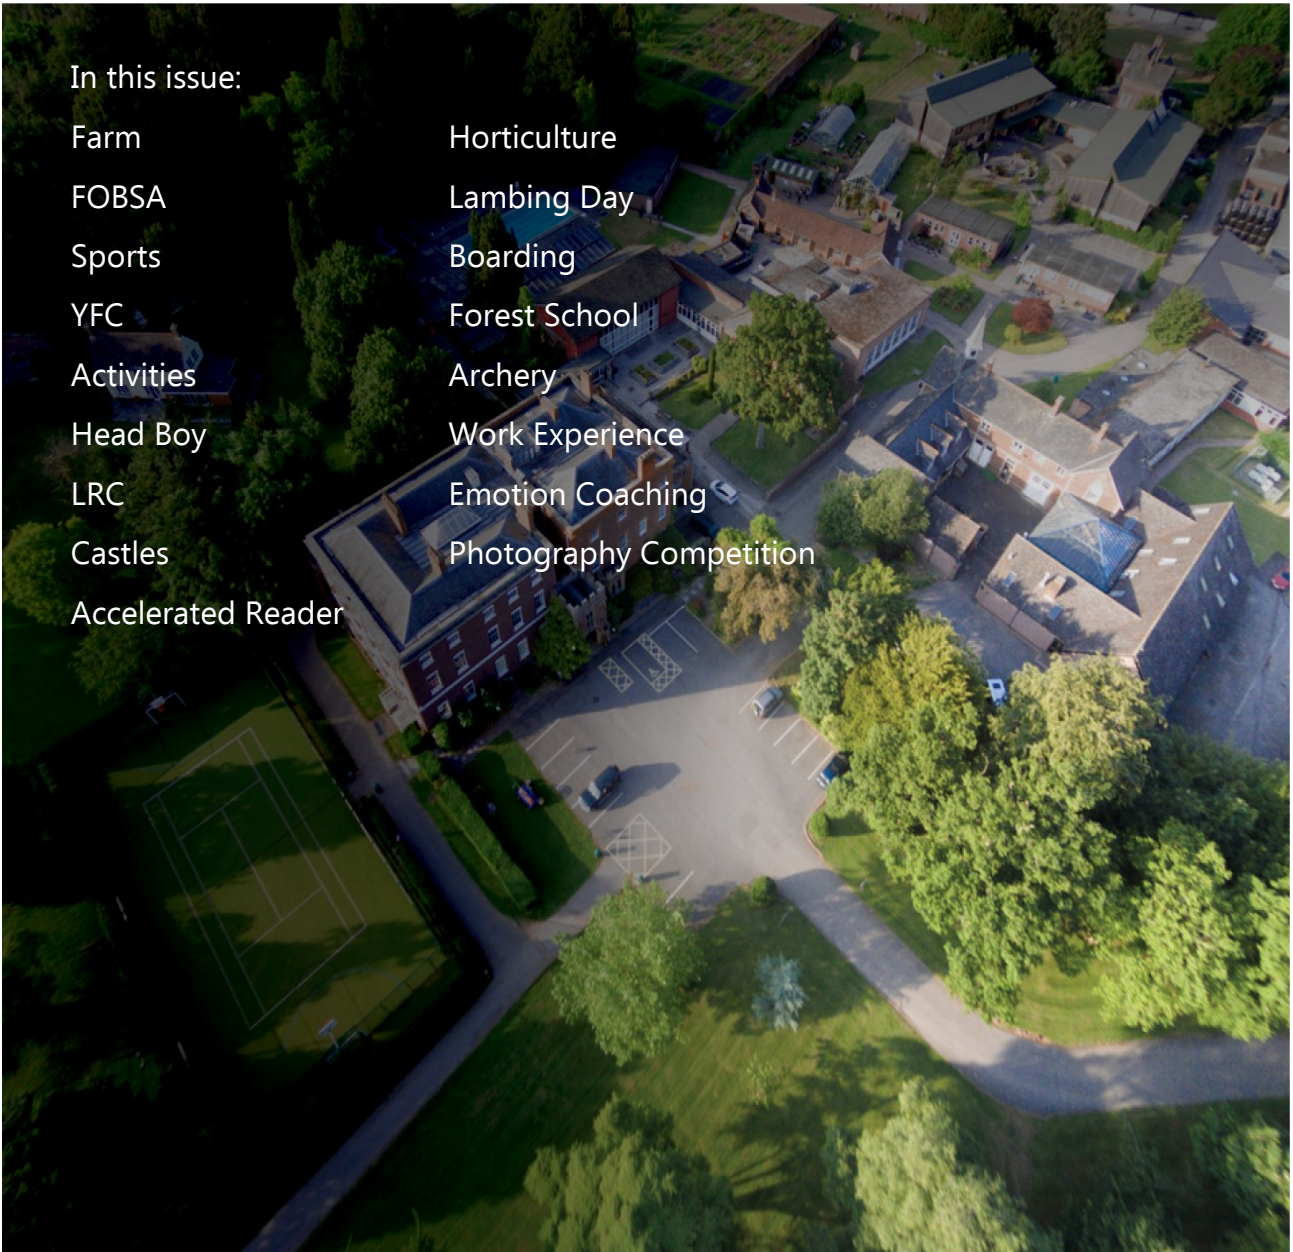 In this issue:
Farm
FOBSA
Sports
YFC
Activities
Head Boy
LRC
Castles
Accelerated Reader
Horticulture
Lambing Day
Boarding
Forest School
Archery
Work Experience
Emotion Coaching
Photography Competition